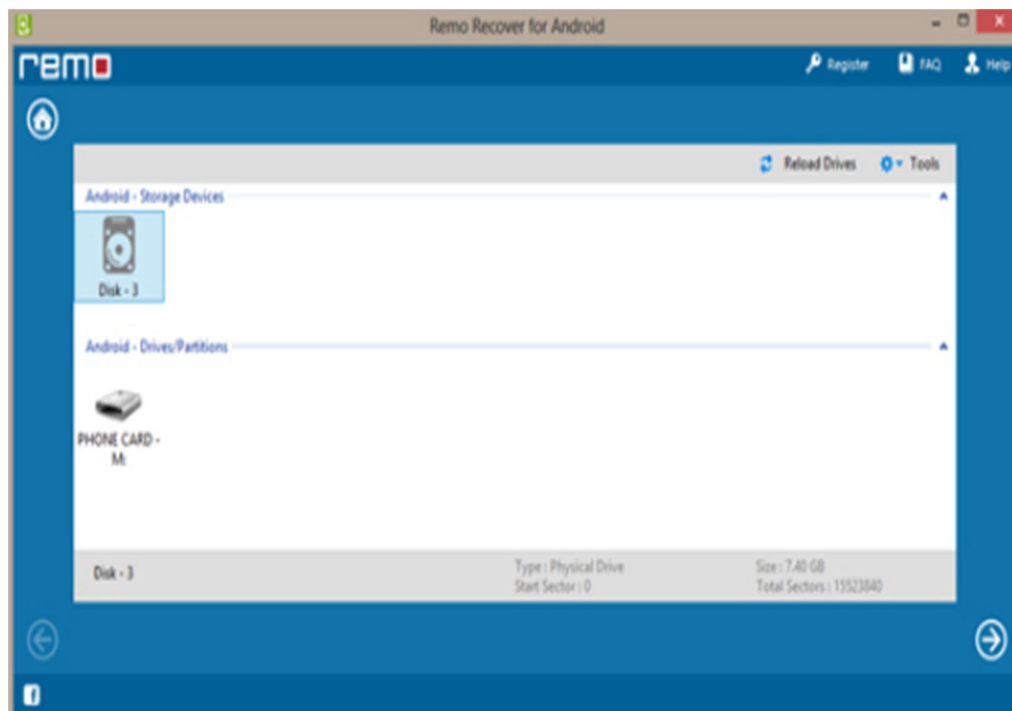 Remo Recover for Android
remo
Register FAQ Help
Reload Drives Tools
Android - Storage Devices
Disk - 3
Android - Drives/Partitions
PHONE CARD -
M:
Disk - 3 Type : Physical Drive Size : 7.40 GB
Start Sector : 0 Total Sectors : 15523840